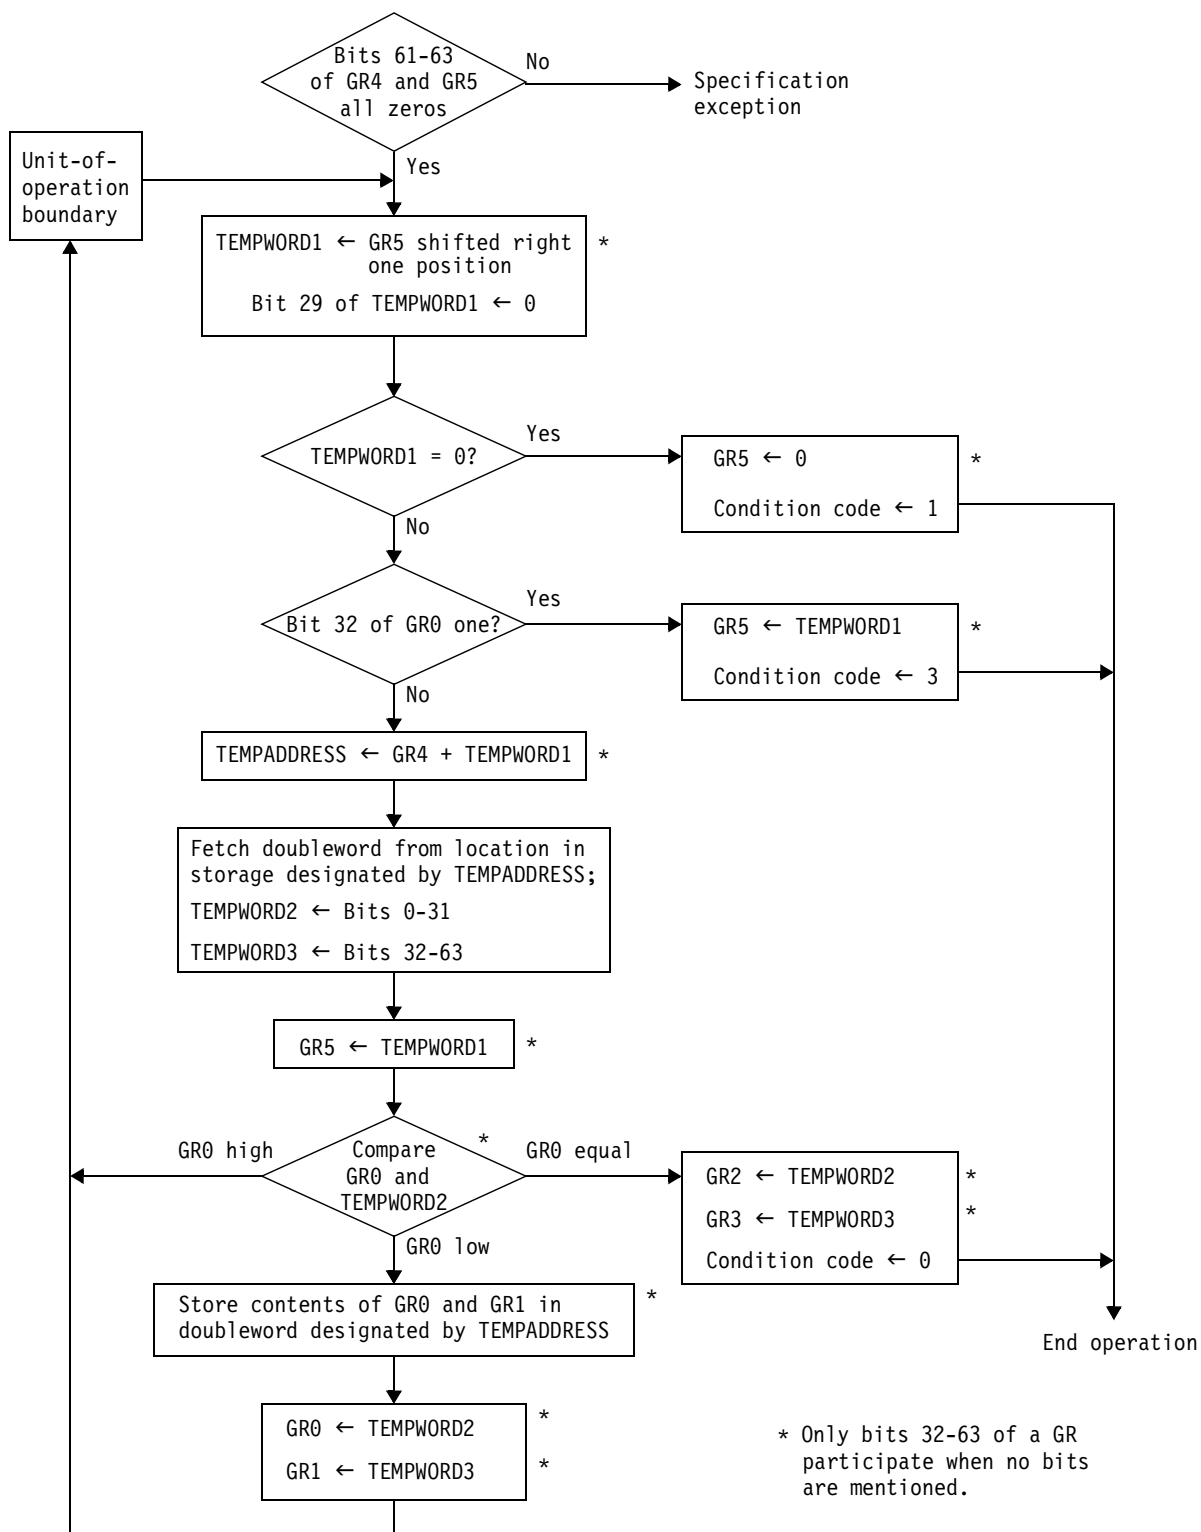 Bits 61-63
of GR4 and GR5
all zeros
No
Specification
exception
Yes
Unit-of-
operation
boundary
TEMPWORD1 ← GR5 shifted right
one position
*
Bit 29 of TEMPWORD1 ← 0
TEMPWORD1 = 0?
Yes
GR5 ← 0
*
Condition code ← 1
No
Bit 32 of GR0 one?
Yes
GR5 ← TEMPWORD1
*
Condition code ← 3
No
TEMPADDRESS ← GR4 + TEMPWORD1
*
Fetch doubleword from location in
storage designated by TEMPADDRESS;
TEMPWORD2 ← Bits 0-31
TEMPWORD3 ← Bits 32-63
GR5 ← TEMPWORD1
*
GR0 high
Compare
GR0 and
TEMPWORD2
*
GR0 equal
GR2 ← TEMPWORD2
*
GR3 ← TEMPWORD3
*
Condition code ← 0
GR0 low
Store contents of GR0 and GR1 in
doubleword designated by TEMPADDRESS
*
End operation
GR0 ← TEMPWORD2
*
GR1 ← TEMPWORD3
*
* Only bits 32-63 of a GR
participate when no bits
are mentioned.